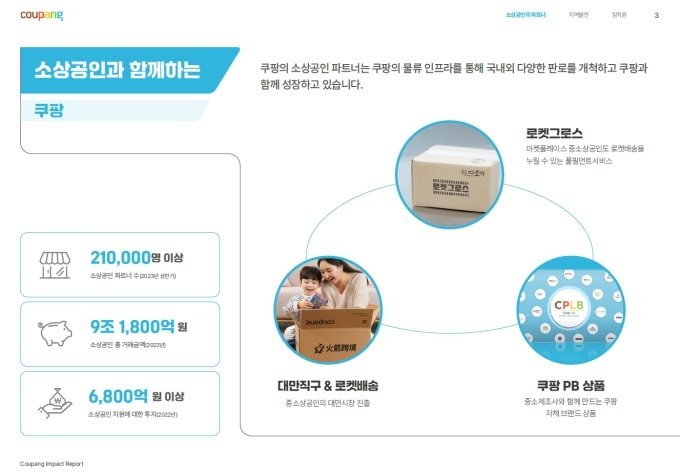 coupang
소상공인의 파트너 지역발전 임직원 3
소상공인과 함께하는
쿠팡
쿠팡의 소상공인 파트너는 쿠팡의 물류 인프라를 통해 국내외 다양한 판로를 개척하고 쿠팡과
함께 성장하고 있습니다.
로켓그로스
마켓플레이스 중소상공인도 로켓배송을
누릴 수 있는 풀필먼트서비스
로켓그로스
210,000명 이상
소상공인 파트너 수(2023년 상반기)
9조 1,800억 원
소상공인 총 거래금액(2022년)
6,800억 원 이상
소상공인 지원에 대한 투자(2022년)
coupang
火箭跨境
CPLB
대만직구 & 로켓배송
중소상공인의 대만시장 진출
쿠팡 PB 상품
중소제조사와 함께 만드는 쿠팡
자체 브랜드 상품
Coupang Impact Report